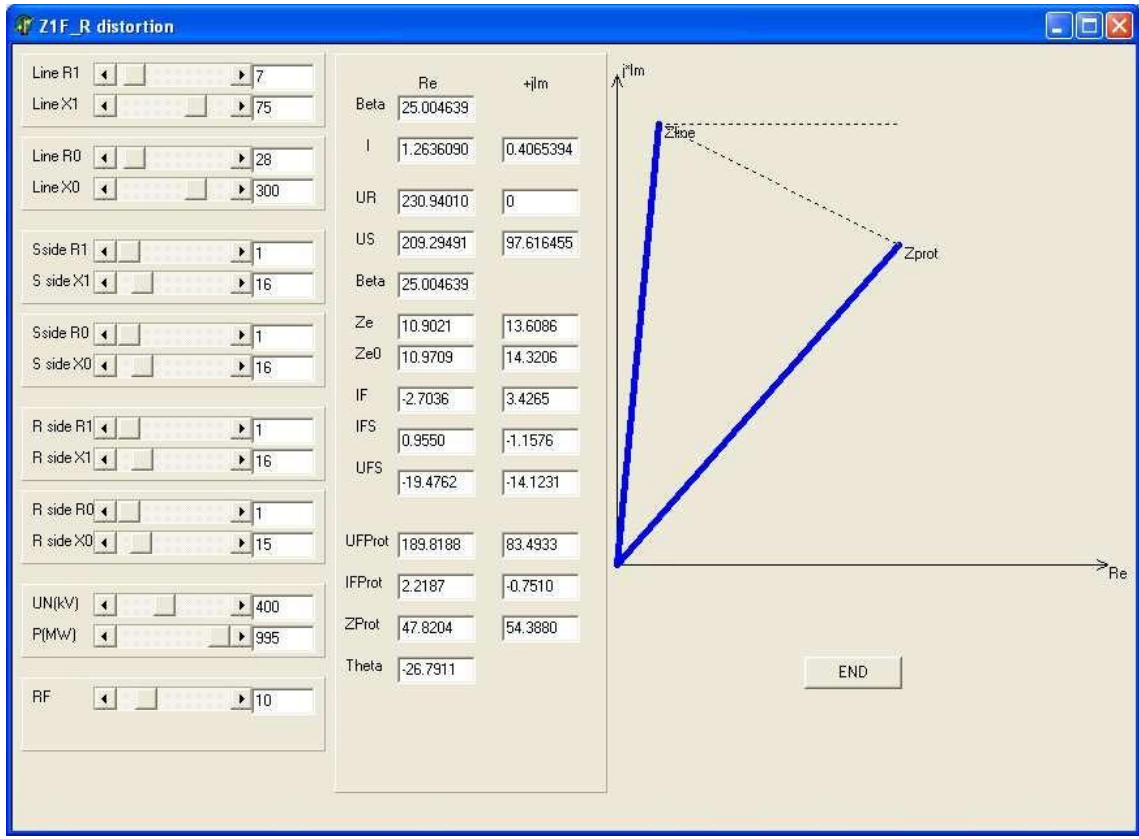 Z1F_R distortion
Line R1 7
Line X1 75
Line R0 28
Line X0 300
Sside R1 1
S side X1 16
Sside R0 1
S side X0 16
R side R1 1
R side X1 16
R side R0 1
R side X0 15
UN(kV) 400
P(MW) 995
RF 10
Re +jIm
Beta 25.004639
I 1.2636090 0.4065394
UR 230.94010 0
US 209.29491 97.616455
Beta 25.004639
Ze 10.9021 13.6086
Ze0 10.9709 14.3206
IF -2.7036 3.4265
IFS 0.9550 -1.1576
UFS -19.4762 -14.1231
UFProt 189.8188 83.4933
IFProt 2.2187 -0.7510
ZProt 47.8204 54.3880
Theta -26.7911
j*Im
Zline
Zprot
Re
END